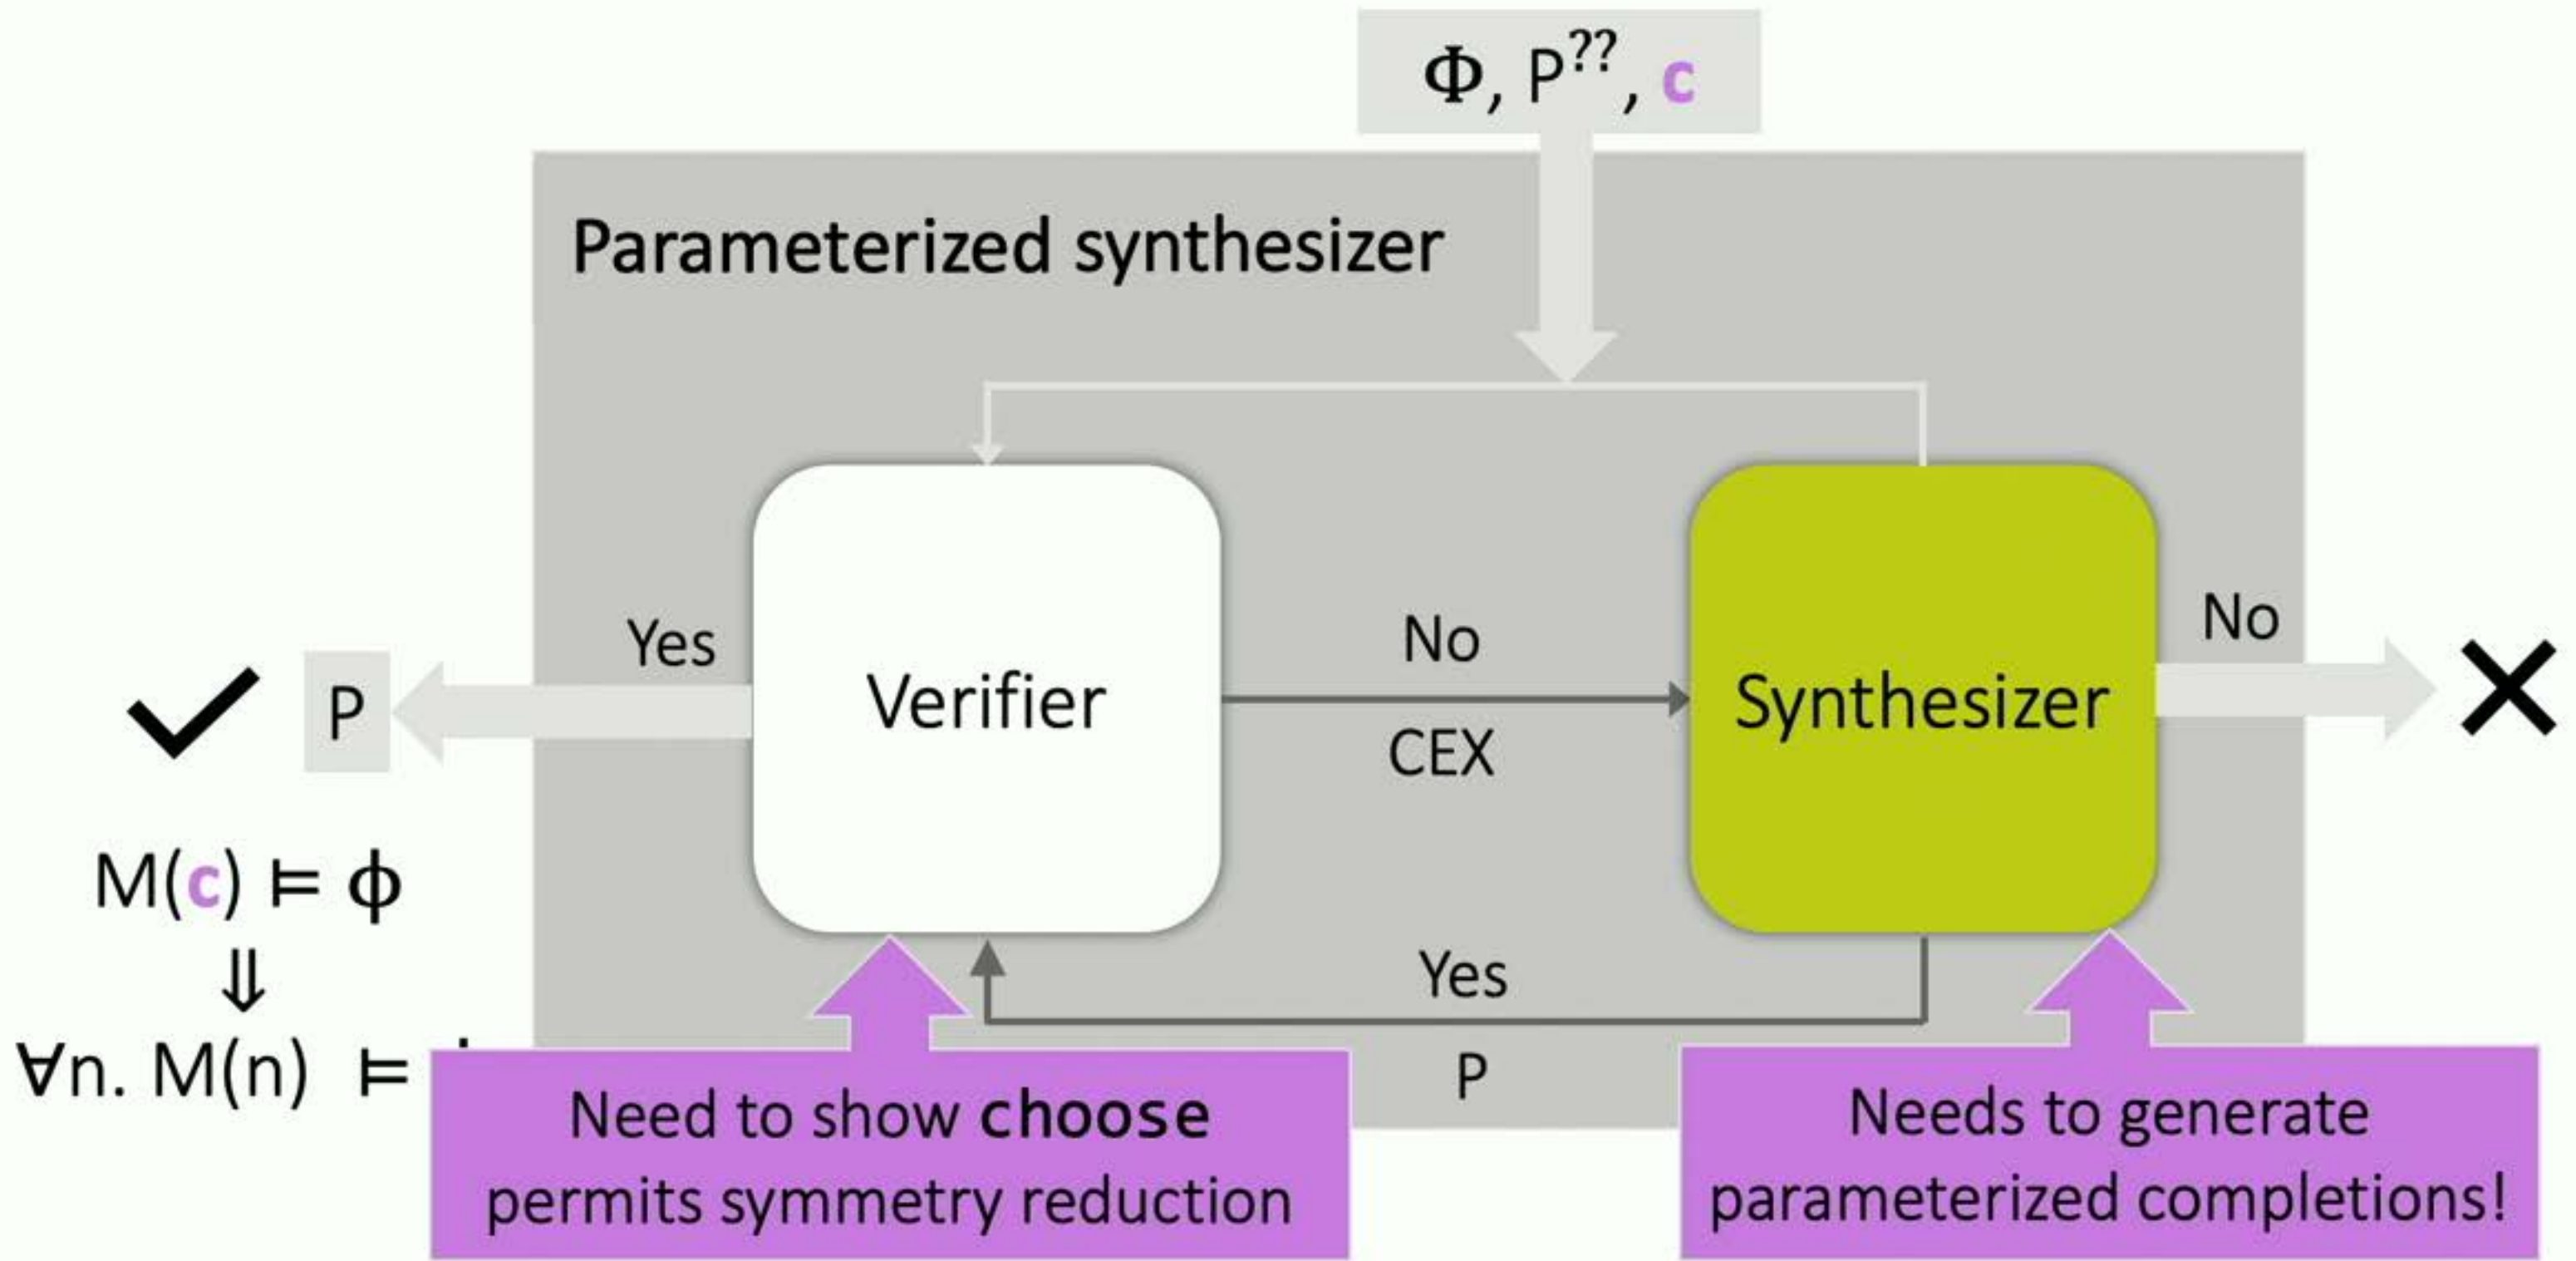 Φ, P??, c
Parameterized synthesizer
Yes
No
No
P
Verifier
CEX
Synthesizer
M(c) ⊨ ϕ
⇓
∀n. M(n) ⊨
Yes
P
Need to show choose
permits symmetry reduction
Needs to generate
parameterized completions!